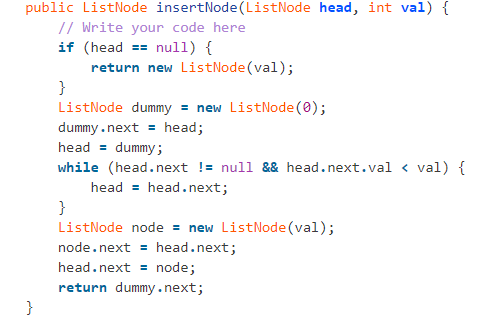 public ListNode insertNode(ListNode head, int val) {
    // Write your code here
    if (head == null) {
        return new ListNode(val);
    }
    ListNode dummy = new ListNode(0);
    dummy.next = head;
    head = dummy;
    while (head.next != null && head.next.val < val) {
        head = head.next;
    }
    ListNode node = new ListNode(val);
    node.next = head.next;
    head.next = node;
    return dummy.next;
}